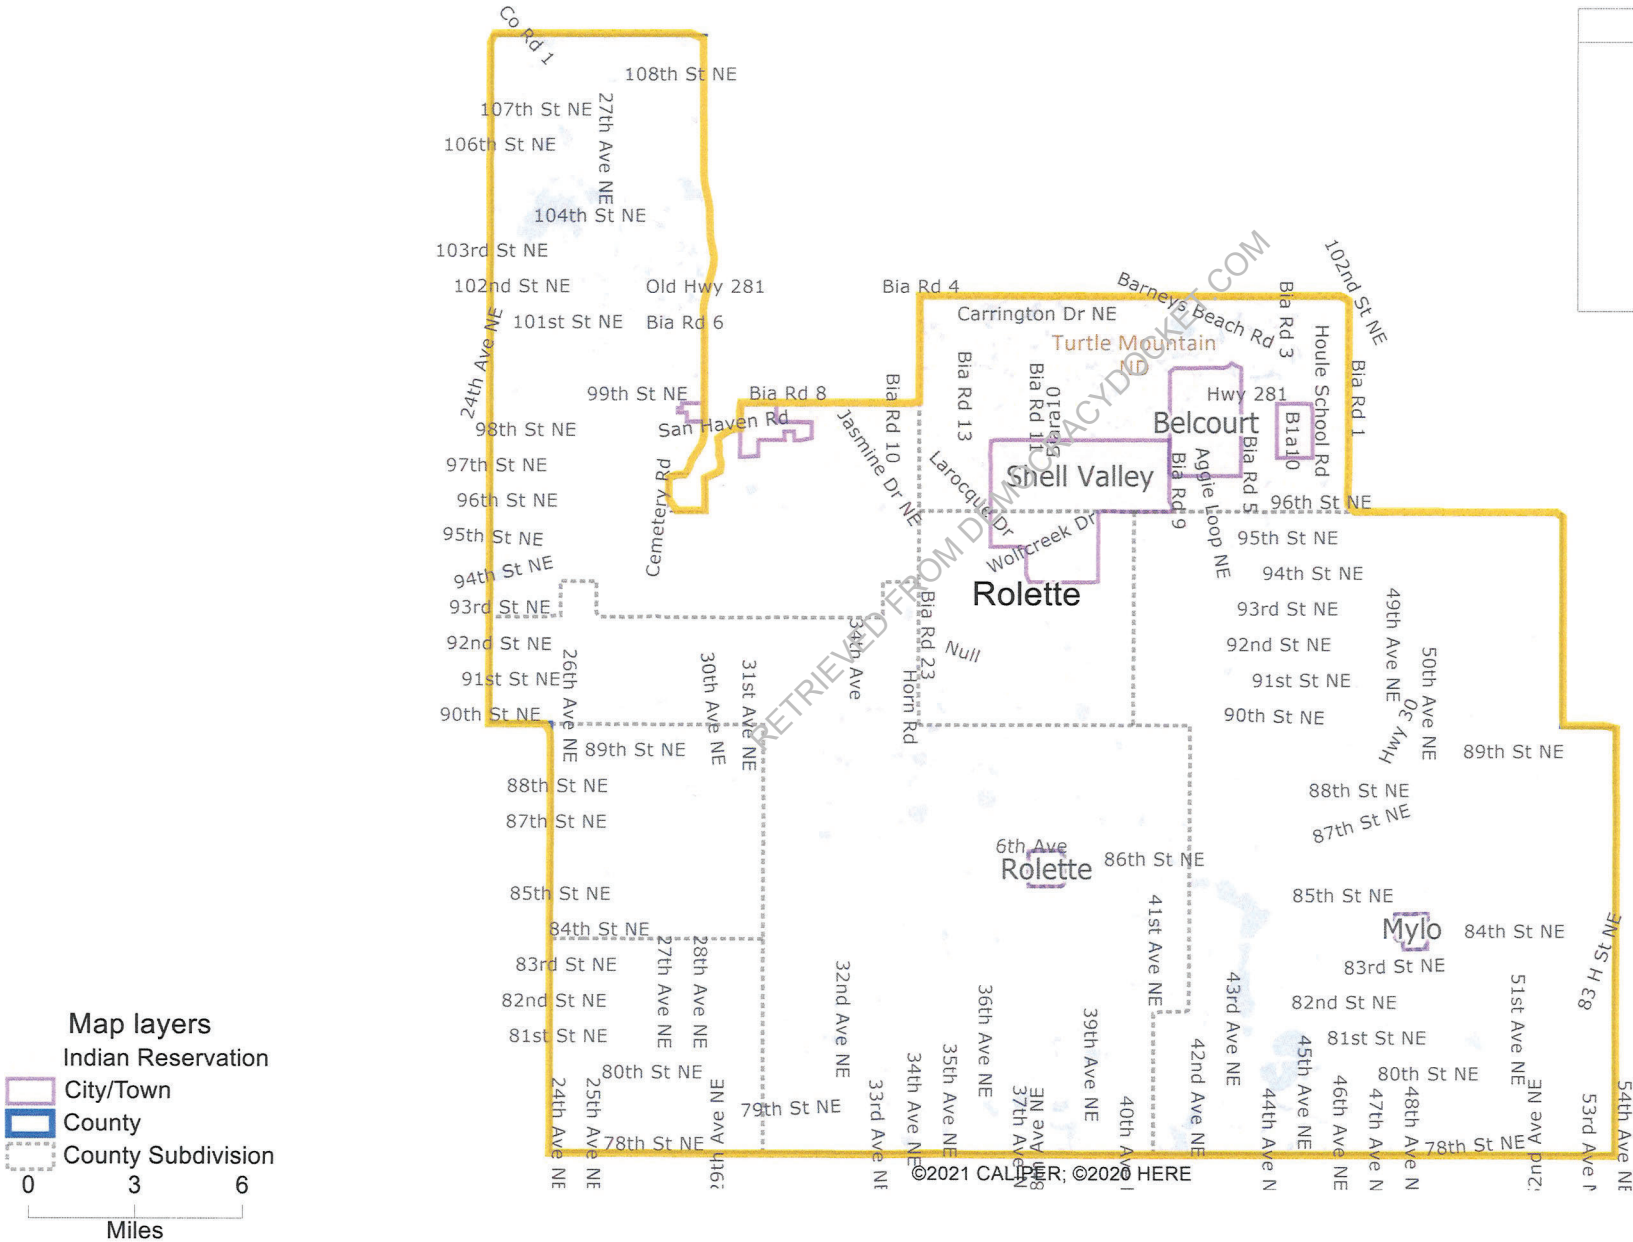 Co Rd 1
108th St NE
107th St NE
27th Ave NE
106th St NE
104th St NE
103rd St NE
102nd St NE
Old Hwy 281
Bia Rd 4
Barneys Beach Rd
Bia Rd 3
102nd St NE
24th Ave NE
101st St NE
Bia Rd 6
Carrington Dr NE
Turtle Mountain
ND
Houle School Rd
Bia Rd 1
99th St NE
Bia Rd 8
Bia Rd 10
Bia Rd 13
Bia Rd 11
Hwy 281
98th St NE
San Haven Rd
Jasmine Dr NE
Belcourt
B1a10
97th St NE
Cemetery Rd
Larocque Dr
Shell Valley
Bia Rd 9
Aggie Loop NE
Bia Rd 5
96th St NE
96th St NE
95th St NE
Wolfcreek Dr
95th St NE
94th St NE
94th St NE
93rd St NE
Bia Rd 23
Rolette
93rd St NE
49th Ave NE
92nd St NE
34th Ave
Null
92nd St NE
50th Ave NE
91st St NE
26th Ave NE
30th Ave NE
31st Ave NE
Horn Rd
91st St NE
90th St NE
90th St NE
Hwy 30
89th St NE
89th St NE
88th St NE
88th St NE
87th St NE
87th St NE
6th Ave
Rolette
86th St NE
85th St NE
85th St NE
84th St NE
41st Ave NE
Mylo
84th St NE
83 H St NE
83rd St NE
27th Ave NE
28th Ave NE
32nd Ave NE
83rd St NE
82nd St NE
36th Ave NE
43rd Ave NE
82nd St NE
51st Ave NE
81st St NE
39th Ave NE
81st St NE
80th St NE
34th Ave NE
35th Ave NE
42nd Ave NE
45th Ave NE
80th St NE
24th Ave NE
25th Ave NE
29th Ave NE
79th St NE
33rd Ave NE
37th Ave N
40th Ave
44th Ave N
46th Ave NE
47th Ave N
48th Ave N
53rd Ave
54th Ave NE
78th St NE
78th St NE
©2021 CALIPER; ©2020 HERE
RETRIEVED FROM DEMOCRACYDOCKET.COM
Map layers
Indian Reservation
City/Town
County
County Subdivision
0 3 6
Miles